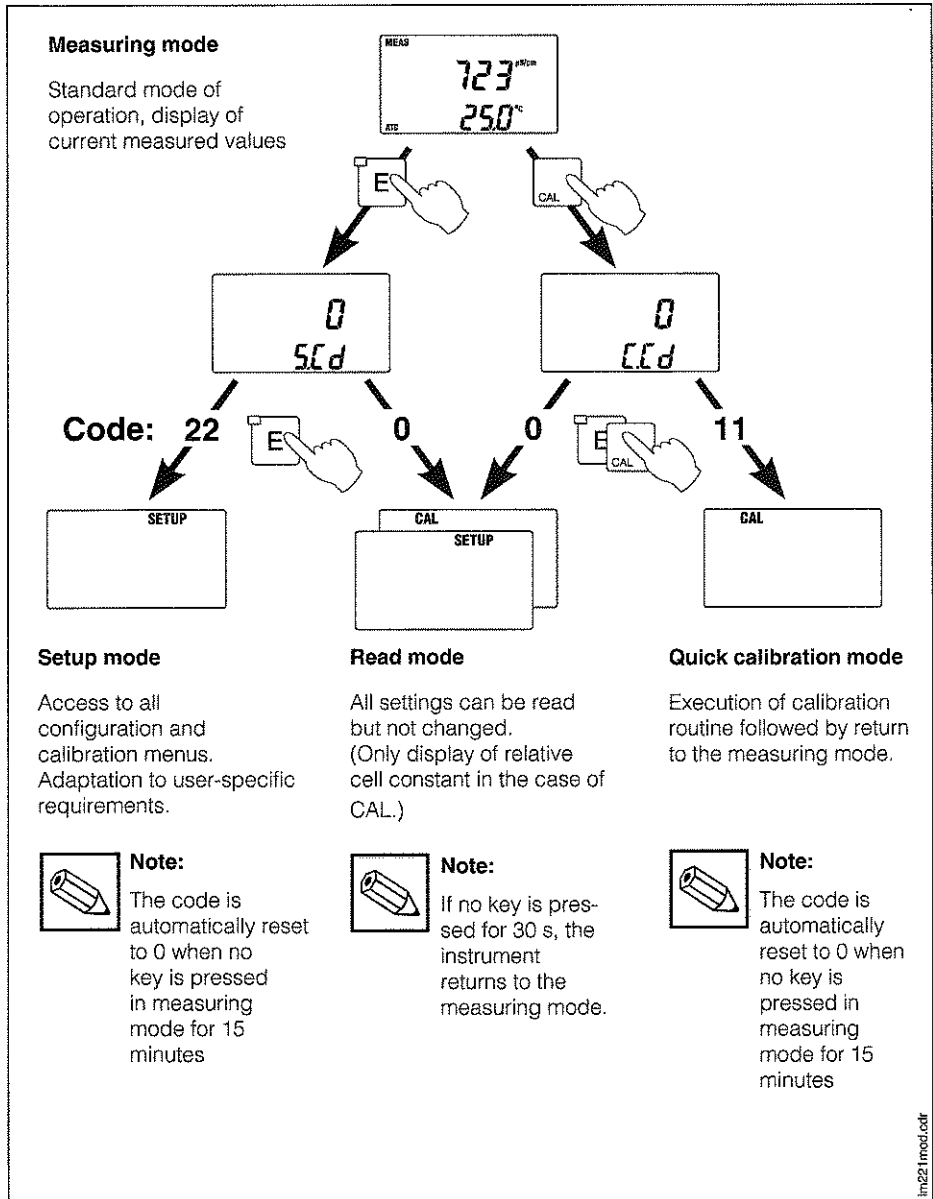 Measuring mode
Standard mode of
operation, display of
current measured values
MEAS
723 µS/cm
25.0 °C
ATC
E
CAL
0
S.Cd
0
C.Cd
Code: 22
E
0
0
E
CAL
11
SETUP
CAL
SETUP
CAL
Setup mode
Access to all
configuration and
calibration menus.
Adaptation to user-specific
requirements.
Read mode
All settings can be read
but not changed.
(Only display of relative
cell constant in the case of
CAL.)
Quick calibration mode
Execution of calibration
routine followed by return
to the measuring mode.
Note:
The code is
automatically reset
to 0 when no
key is pressed
in measuring
mode for 15
minutes
Note:
If no key is pres-
sed for 30 s, the
instrument
returns to the
measuring mode.
Note:
The code is
automatically
reset to 0 when
no key is
pressed in
measuring
mode for 15
minutes
lm221mod.cdr